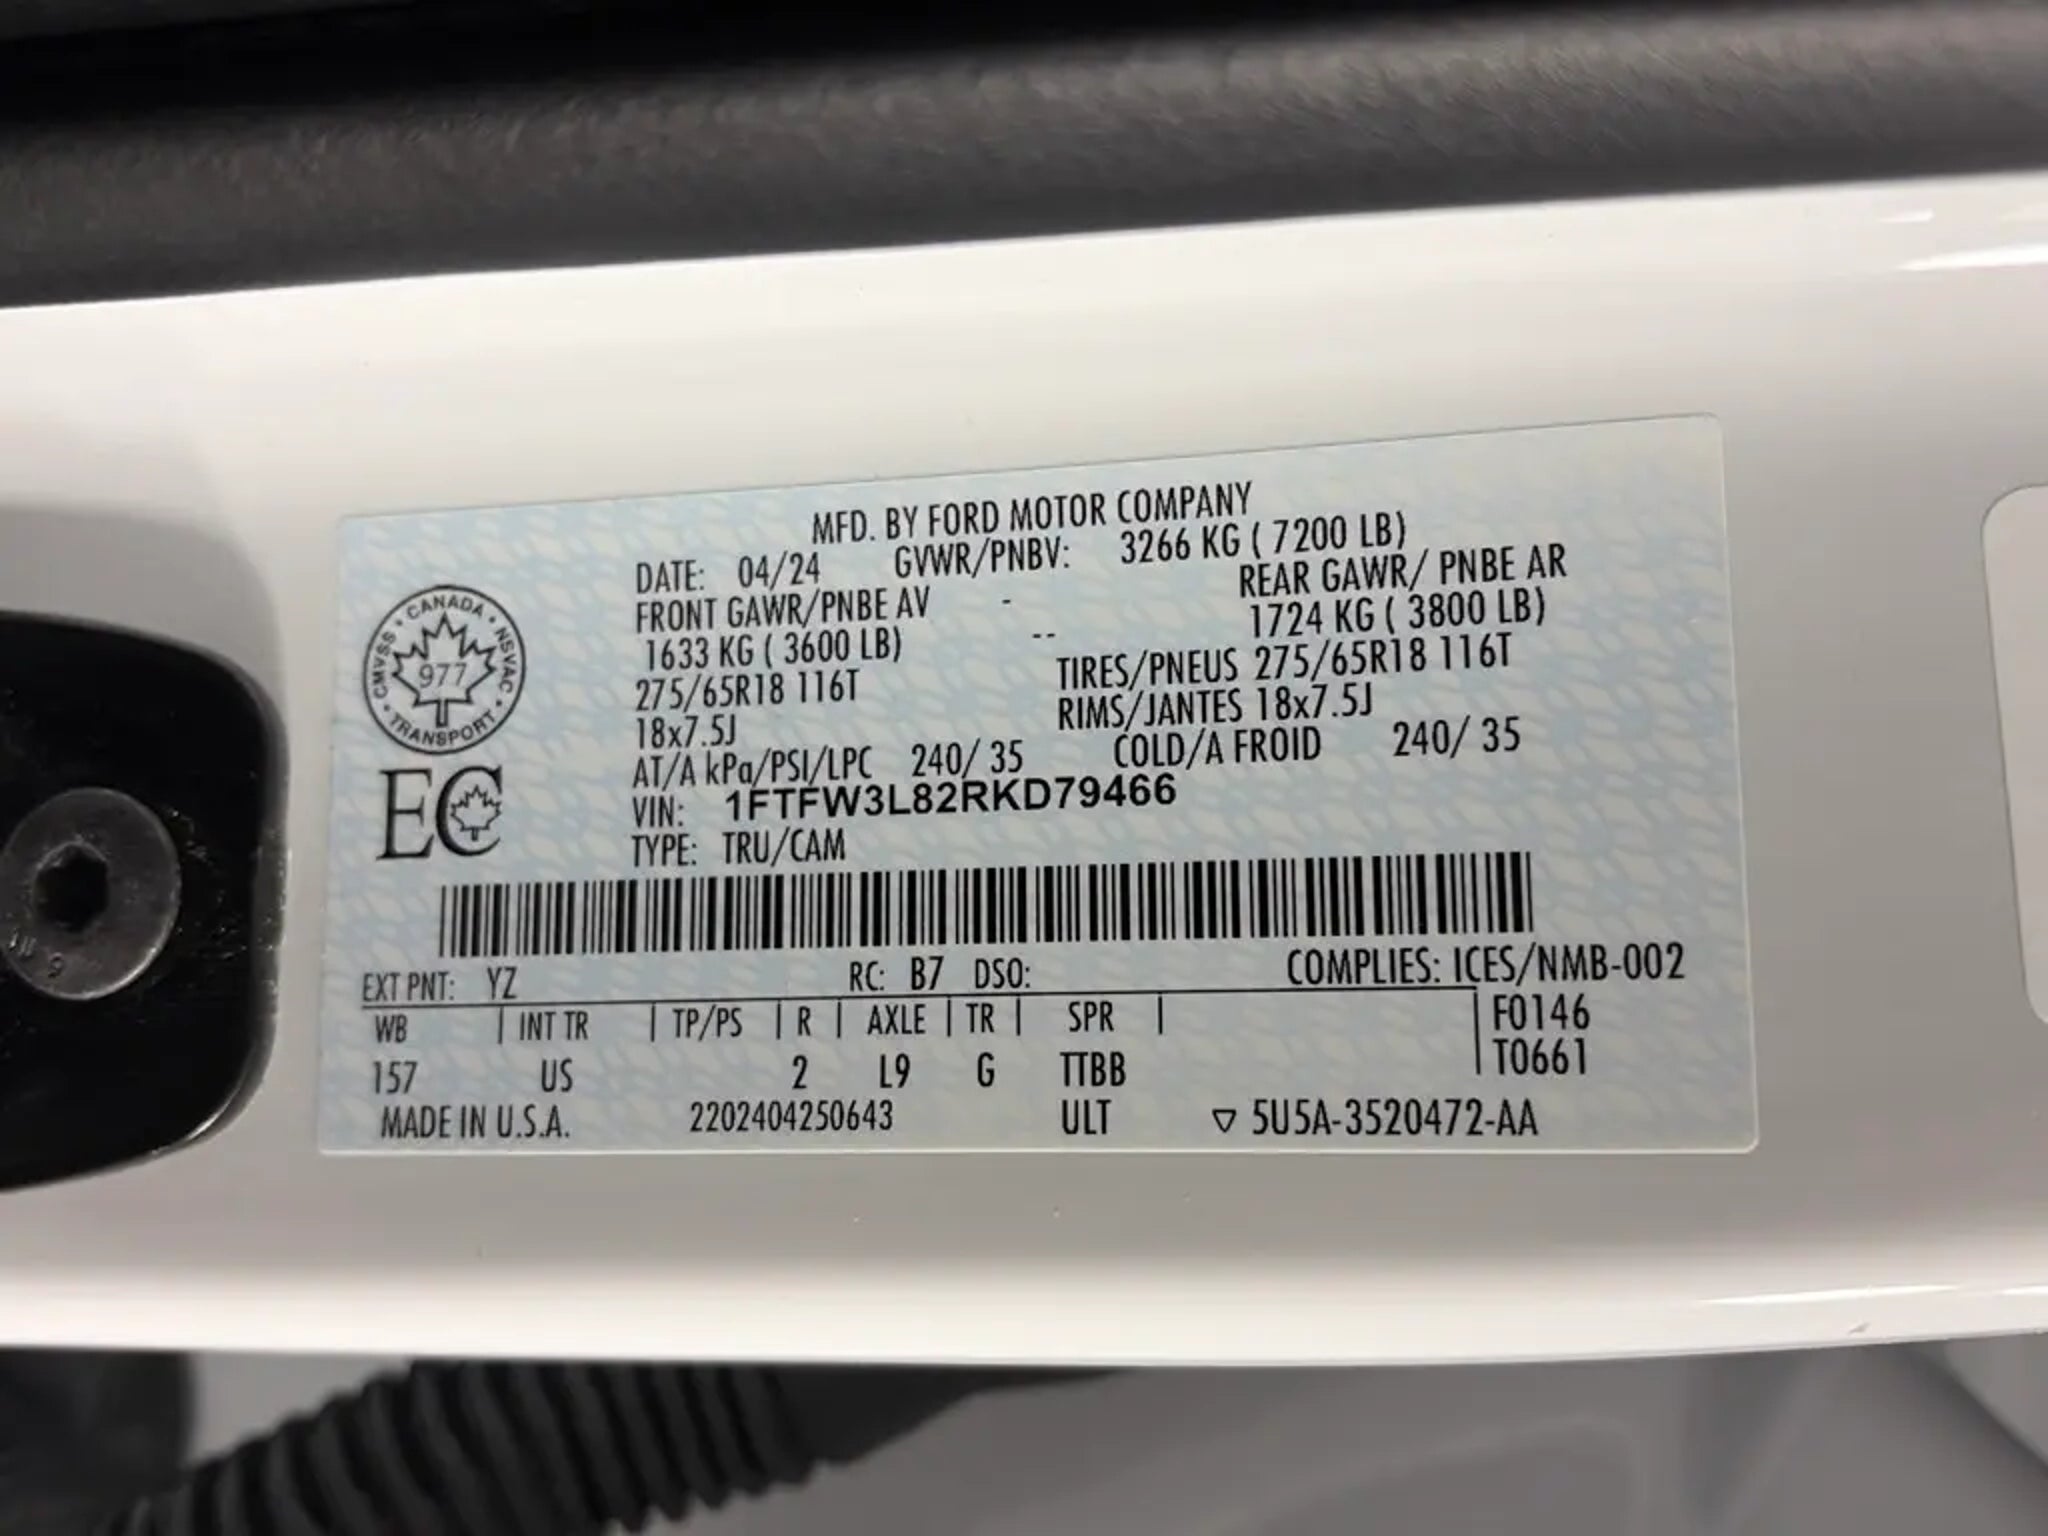 MFD. BY FORD MOTOR COMPANY
DATE: 04/24 GVWR/PNBV: 3266 KG ( 7200 LB)
FRONT GAWR/PNBE AV - REAR GAWR/ PNBE AR
1633 KG ( 3600 LB) -- 1724 KG ( 3800 LB)
275/65R18 116T TIRES/PNEUS 275/65R18 116T
18x7.5J RIMS/JANTES 18x7.5J
AT/A kPa/PSI/LPC 240/ 35 COLD/A FROID 240/ 35
VIN: 1FTFW3L82RKD79466
TYPE: TRU/CAM
CANADA • NSVAC • TRANSPORT • CMVSS •
977
EC
EXT PNT: YZ RC: B7 DSO: COMPLIES: ICES/NMB-002
WB | INT TR | TP/PS | R | AXLE | TR | SPR | F0146
157 US 2 L9 G TTBB T0661
MADE IN U.S.A. 2202404250643 ULT ▽ 5U5A-3520472-AA